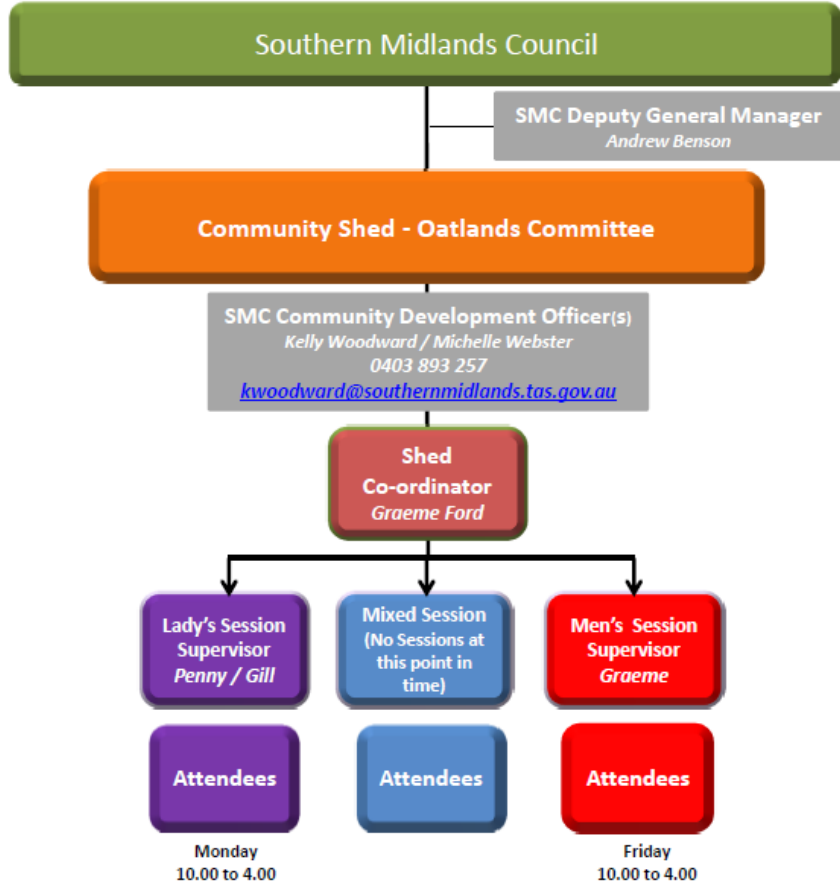 Southern Midlands Council
SMC Deputy General Manager
Andrew Benson
Community Shed - Oatlands Committee
SMC Community Development Officer(s)
Kelly Woodward / Michelle Webster
0403 893 257
kwoodward@southernmidlands.tas.gov.au
Shed
Co-ordinator
Graeme Ford
Lady's Session
Supervisor
Penny / Gill
Mixed Session
(No Sessions at
this point in
time)
Men's Session
Supervisor
Graeme
Attendees
Attendees
Attendees
Monday
10.00 to 4.00
Friday
10.00 to 4.00